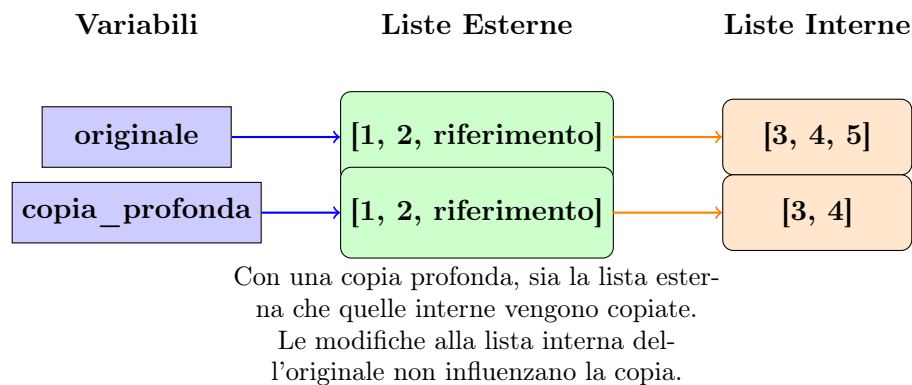 Variabili Liste Esterne Liste Interne
originale [1, 2, riferimento] [3, 4, 5]
copia_profonda [1, 2, riferimento] [3, 4]
Con una copia profonda, sia la lista ester-
na che quelle interne vengono copiate.
Le modifiche alla lista interna del-
l'originale non influenzano la copia.